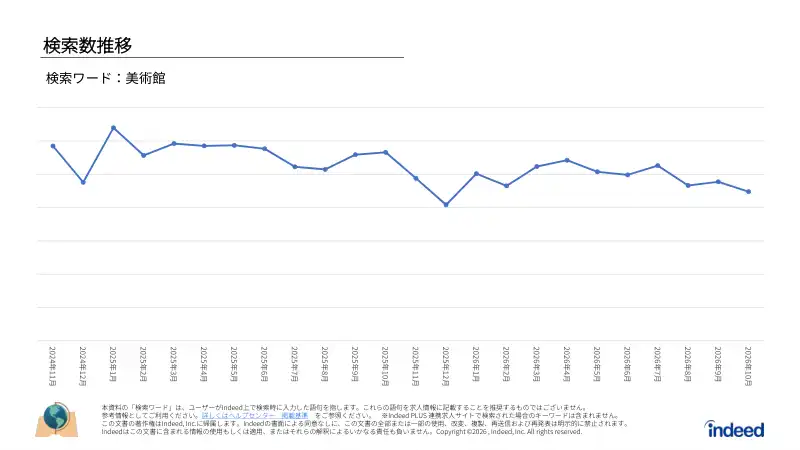 検索数推移
検索ワード：美術館
2024年11月
2024年12月
2025年1月
2025年2月
2025年3月
2025年4月
2025年5月
2025年6月
2025年7月
2025年8月
2025年9月
2025年10月
2025年11月
2025年12月
2026年1月
2026年2月
2026年3月
2026年4月
2026年5月
2026年6月
2026年7月
2026年8月
2026年9月
2026年10月
本資料の「検索ワード」は、ユーザーがIndeed上で検索時に入力した語句を指します。これらの語句を求人情報に記載することを推奨するものではございません。
参考情報としてご利用ください。詳しくはヘルプセンター　掲載基準　をご参照ください。　※Indeed PLUS 連携求人サイトで検索された場合のキーワードは含まれません。
この文書の著作権はIndeed, Inc.に帰属します。Indeedの書面による同意なしに、この文書の全部または一部の使用、改変、複製、再送信および再発表は明示的に禁止されます。
Indeedはこの文書に含まれる情報の使用もしくは適用、またはそれらの解釈によるいかなる責任も負いません。Copyright ©2026 , Indeed, Inc. All rights reserved.
indeed